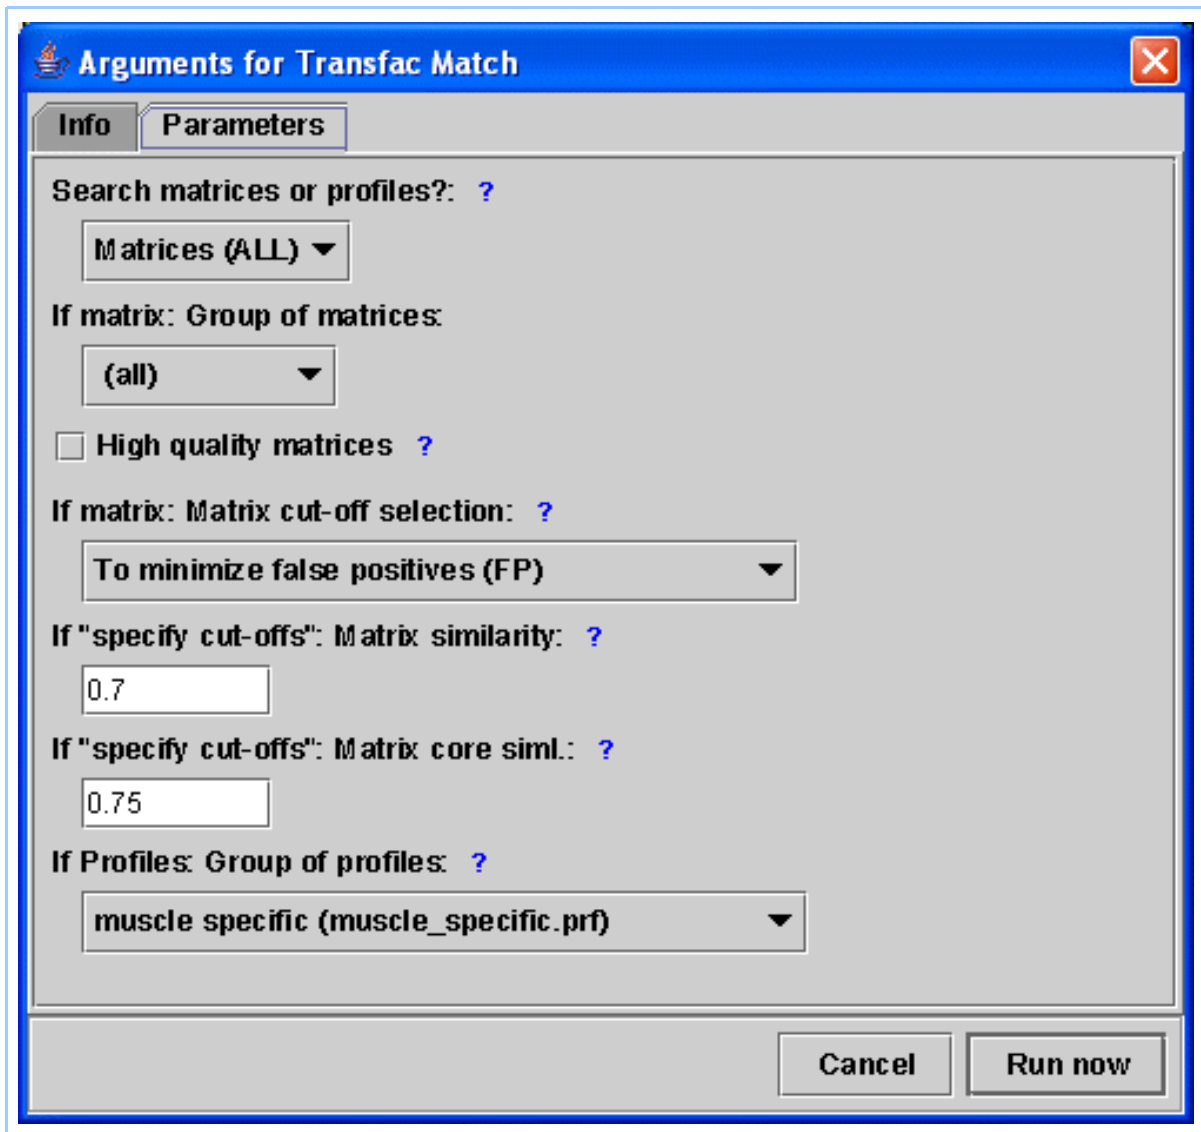 Arguments for Transfac Match
Info
Parameters
Search matrices or profiles?: ?
Matrices (ALL)
If matrix: Group of matrices:
(all)
High quality matrices ?
If matrix: Matrix cut-off selection: ?
To minimize false positives (FP)
If "specify cut-offs": Matrix similarity: ?
0.7
If "specify cut-offs": Matrix core siml.: ?
0.75
If Profiles: Group of profiles: ?
muscle specific (muscle_specific.prf)
Cancel
Run now